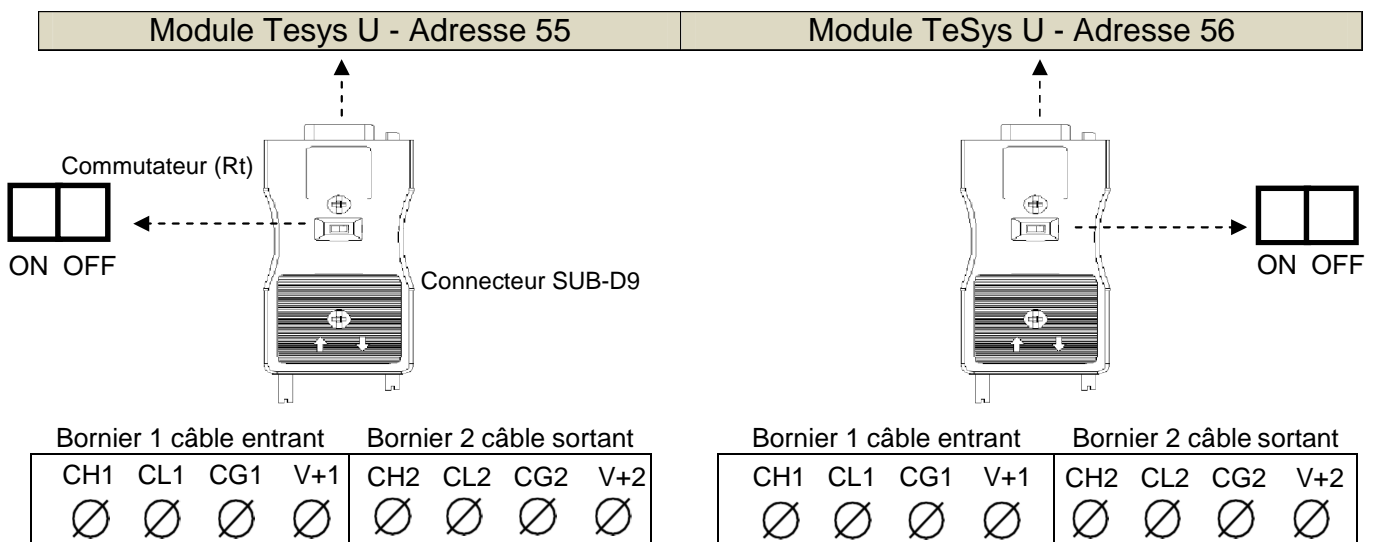 Module Tesys U - Adresse 55
Module TeSys U - Adresse 56
Commutateur (Rt)
ON OFF
Connecteur SUB-D9
ON OFF
Bornier 1 câble entrant
Bornier 2 câble sortant
CH1 CL1 CG1 V+1
CH2 CL2 CG2 V+2
Bornier 1 câble entrant
Bornier 2 câble sortant
CH1 CL1 CG1 V+1
CH2 CL2 CG2 V+2